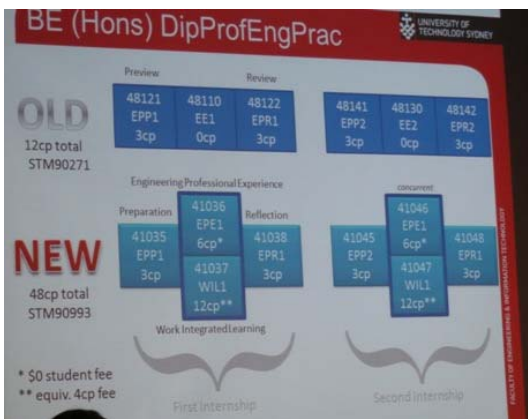 BE (Hons) DipProfEngPrac
UNIVERSITY OF
TECHNOLOGY SYDNEY
Preview
Review
OLD
12cp total
STM90271
48121
EPP1
3cp
48110
EE1
0cp
48122
EPR1
3cp
48141
EPP2
3cp
48130
EE2
0cp
48142
EPR2
3cp
Engineering Professional Experience
concurrent
NEW
48cp total
STM90993
Preparation
Reflection
41035
EPP1
3cp
41036
EPE1
6cp*
41037
WIL1
12cp**
41038
EPR1
3cp
41045
EPP2
3cp
41046
EPE1
6cp*
41047
WIL1
12cp**
41048
EPR1
3cp
Work Integrated Learning
* $0 student fee
** equiv. 4cp fee
First Internship
Second Internship
FACULTY OF ENGINEERING & INFORMATION TECHNOLOGY